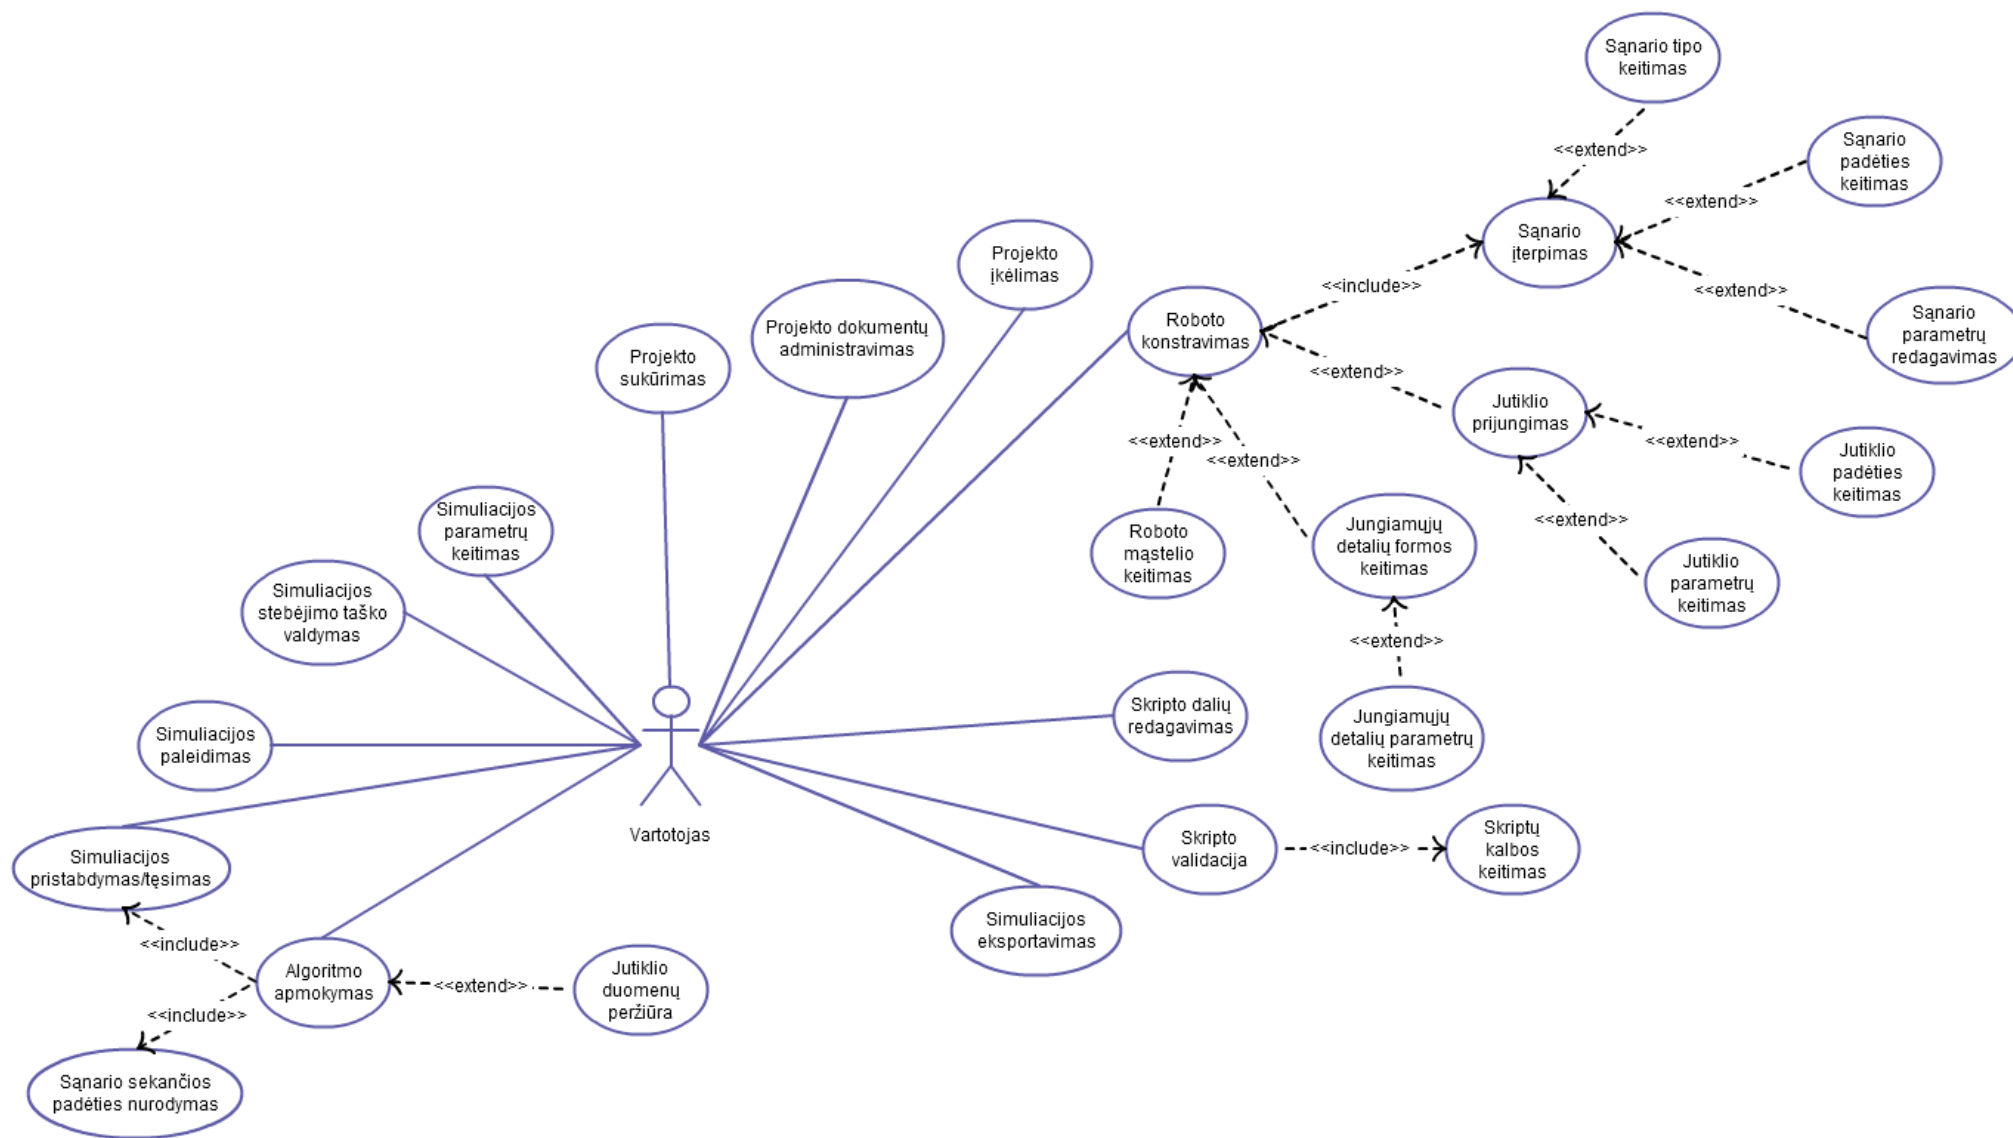 Sąnario tipo
keitimas
<<extend>>
Sąnario
padėties
keitimas
<<extend>>
Sąnario
įterpimas
Projekto
įkėlimas
<<include>>
<<extend>>
Sąnario
parametrų
redagavimas
Projekto dokumentų
administravimas
Roboto
konstravimas
Projekto
sukūrimas
<<extend>>
Jutiklio
prijungimas
<<extend>>
<<extend>>
<<extend>>
Jutiklio
padėties
keitimas
Simuliacijos
parametrų
keitimas
<<extend>>
Roboto
mąstelio
keitimas
Jungiamųjų
detalių formos
keitimas
Jutiklio
parametrų
keitimas
Simuliacijos
stebėjimo taško
valdymas
<<extend>>
Skripto dalių
redagavimas
Jungiamųjų
detalių parametrų
keitimas
Simuliacijos
paleidimas
Vartotojas
Skripto
validacija
<<include>>
Skriptų
kalbos
keitimas
Simuliacijos
pristabdymas/tęsimas
Simuliacijos
eksportavimas
<<include>>
Algoritmo
apmokymas
<<extend>>
Jutiklio
duomenų
peržiūra
<<include>>
Sąnario sekančios
padėties nurodymas